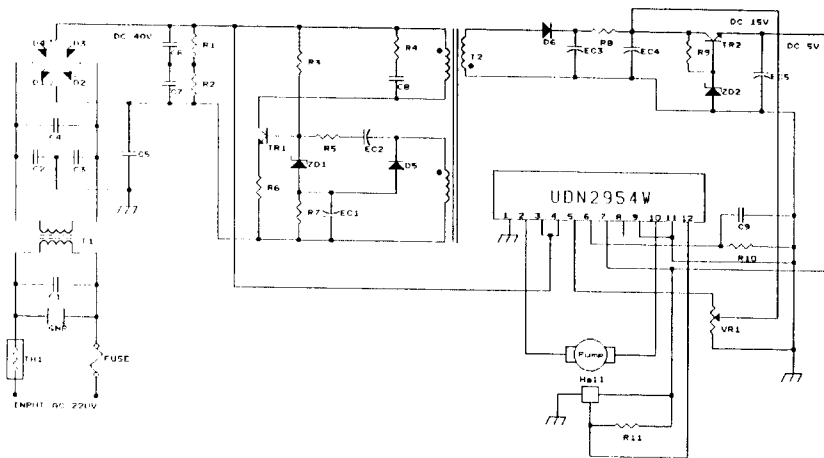 DC 15V
DC 40V
DC 5V
D4
D3
D2
C6
R1
R3
R4
T2
D6
EC3
R8
EC4
R9
TR2
C7
R2
C8
EC5
ZD2
C4
C2
C3
C5
TR1
R5
EC2
ZD1
D5
R6
R7
EC1
UDN2954W
1 2 3 4 5 6 7 8 9 10 11 12
C9
R10
T1
C1
SNR
VR1
TH1
FUSE
Pump
Hall
INPUT AC 220V
R11